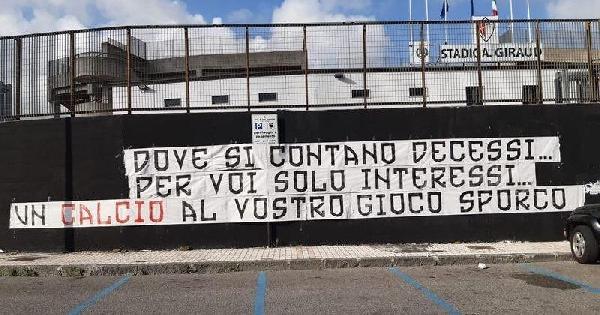 STADIO A. GIRAUD
DOVE SI CONTANO DECESSI...
PER VOI SOLO INTERESSI...
UN CALCIO AL VOSTRO GIOCO SPORCO